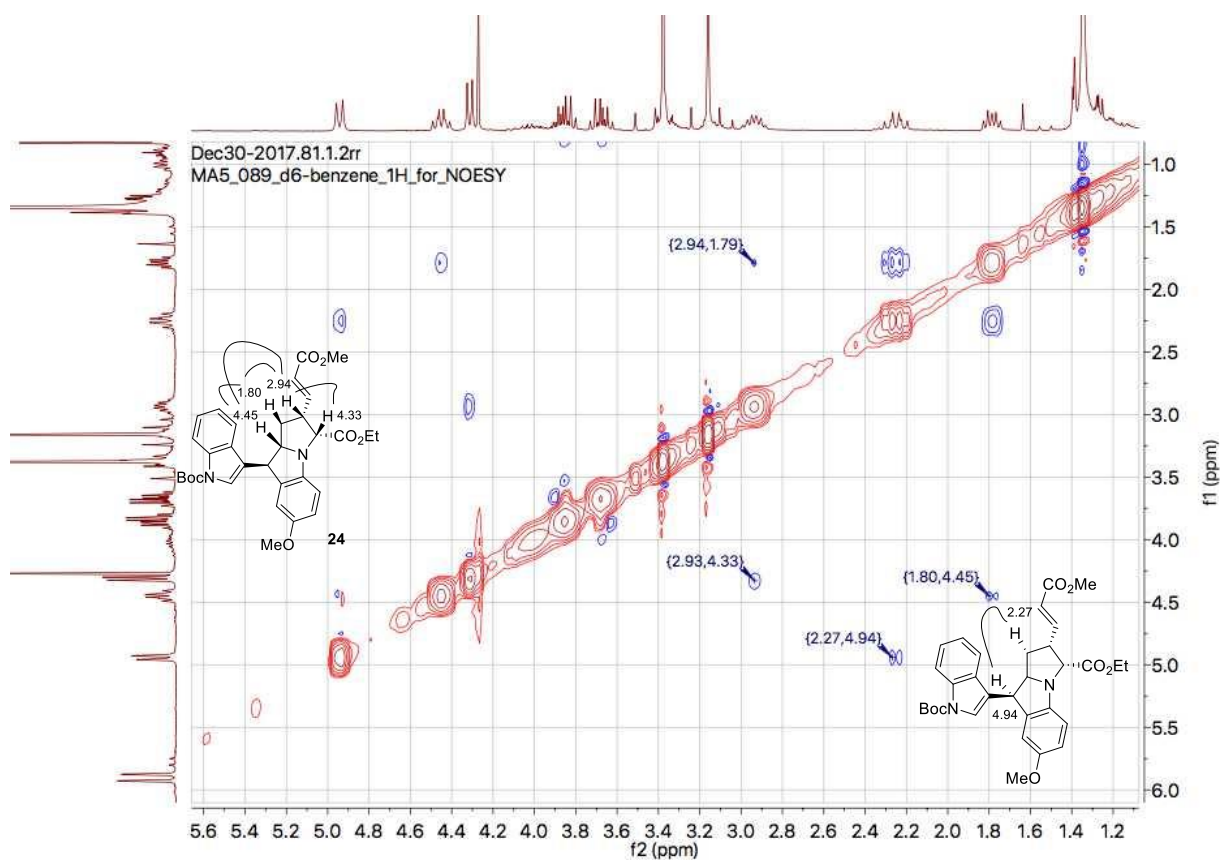 Dec30-2017.81.1.2rr
MA5_089_d6-benzene_1H_for_NOESY
1.0
{2.94,1.79}
1.5
2.0
2.5
CO₂Me
2.94
1.80
H
H
H
4.45
4.33
3.0
H
N
CO₂Et
3.5
N
Boc
MeO
24
4.0
{2.93,4.33}
{1.80,4.45}
4.5
CO₂Me
2.27
H
{2.27,4.94}
5.0
H
N
CO₂Et
N
Boc
4.94
5.5
MeO
6.0
5.6 5.4 5.2 5.0 4.8 4.6 4.4 4.2 4.0 3.8 3.6 3.4 3.2 3.0 2.8 2.6 2.4 2.2 2.0 1.8 1.6 1.4 1.2
f2 (ppm)
f1 (ppm)